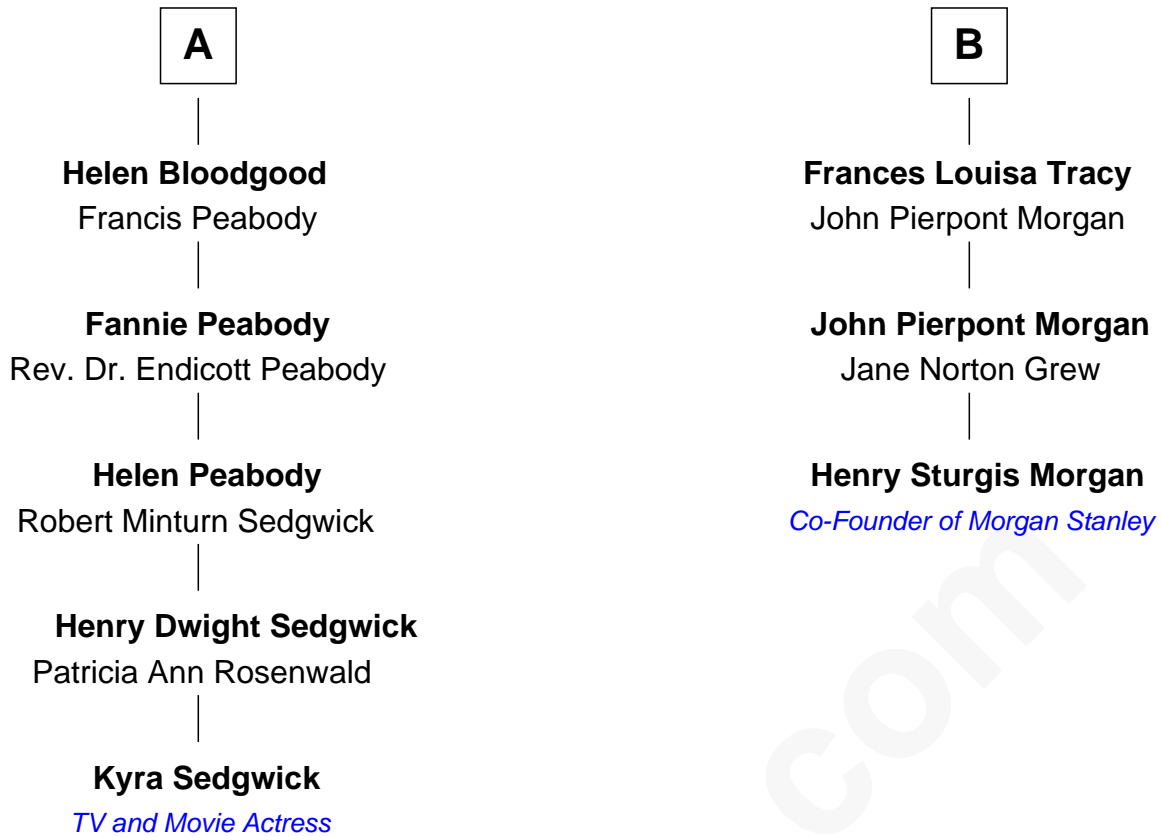 A
Helen Bloodgood
Francis Peabody
Fannie Peabody
Rev. Dr. Endicott Peabody
Helen Peabody
Robert Minturn Sedgwick
Henry Dwight Sedgwick
Patricia Ann Rosenwald
Kyra Sedgwick
TV and Movie Actress
B
Frances Louisa Tracy
John Pierpont Morgan
John Pierpont Morgan
Jane Norton Grew
Henry Sturgis Morgan
Co-Founder of Morgan Stanley
com